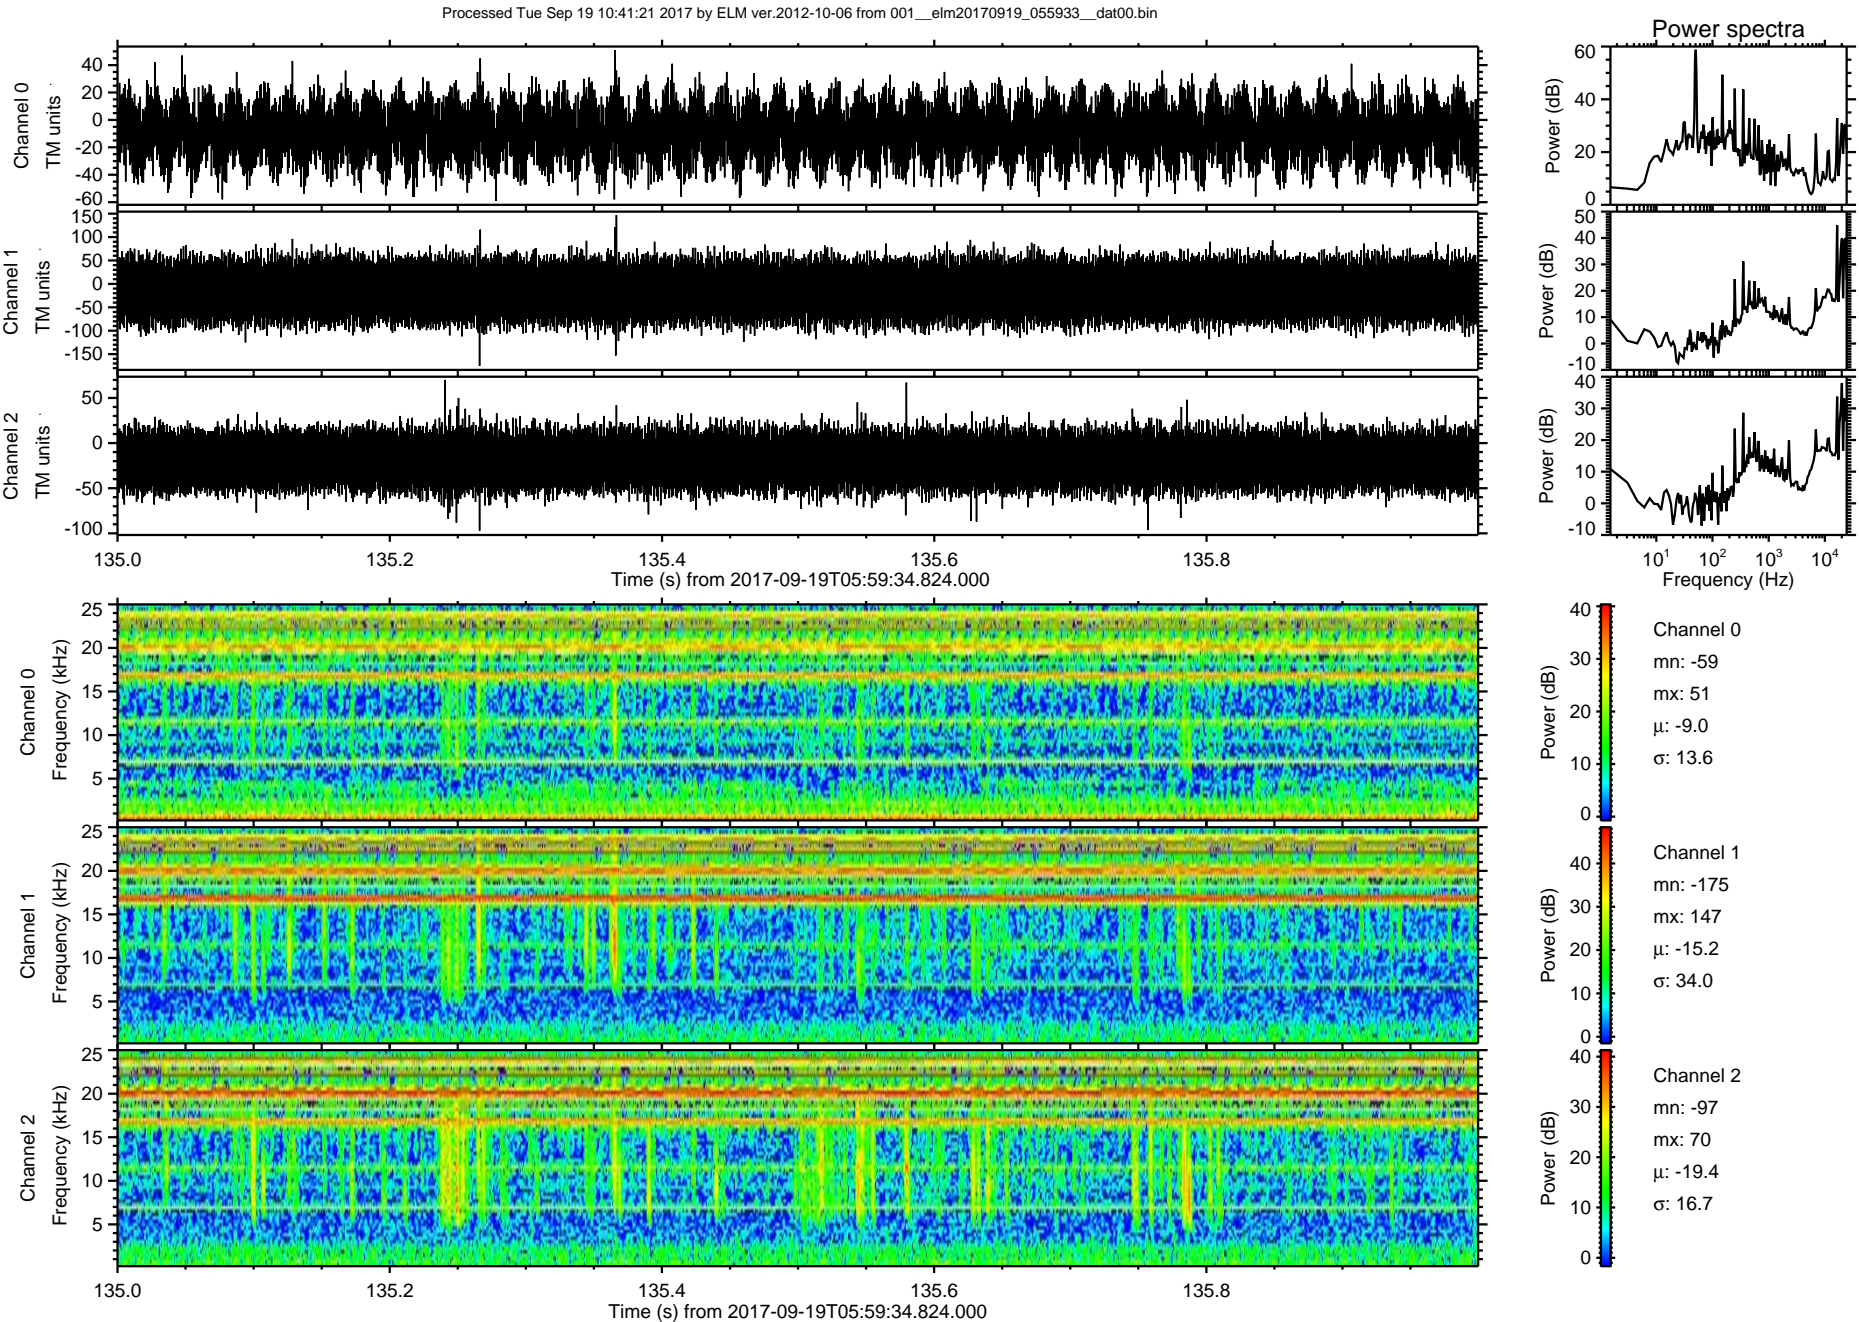 Processed Tue Sep 19 10:41:21 2017 by ELM ver.2012-10-06 from 001__elm20170919_055933__dat00.bin
Power spectra
Channel 0
TM units
40
20
0
-20
-40
-60
Power (dB)
60
40
20
0
Channel 1
TM units
150
100
50
0
-50
-100
-150
Power (dB)
50
40
30
20
10
0
-10
Channel 2
TM units
50
0
-50
-100
Power (dB)
40
30
20
10
0
-10
135.0 135.2 135.4 135.6 135.8
Time (s) from 2017-09-19T05:59:34.824.000
10¹ 10² 10³ 10⁴
Frequency (Hz)
Channel 0
Frequency (kHz)
25
20
15
10
5
Power (dB)
40
30
20
10
0
Channel 0
mn: -59
mx: 51
μ: -9.0
σ: 13.6
Channel 1
Frequency (kHz)
25
20
15
10
5
Power (dB)
40
30
20
10
0
Channel 1
mn: -175
mx: 147
μ: -15.2
σ: 34.0
Channel 2
Frequency (kHz)
25
20
15
10
5
Power (dB)
40
30
20
10
0
Channel 2
mn: -97
mx: 70
μ: -19.4
σ: 16.7
135.0 135.2 135.4 135.6 135.8
Time (s) from 2017-09-19T05:59:34.824.000